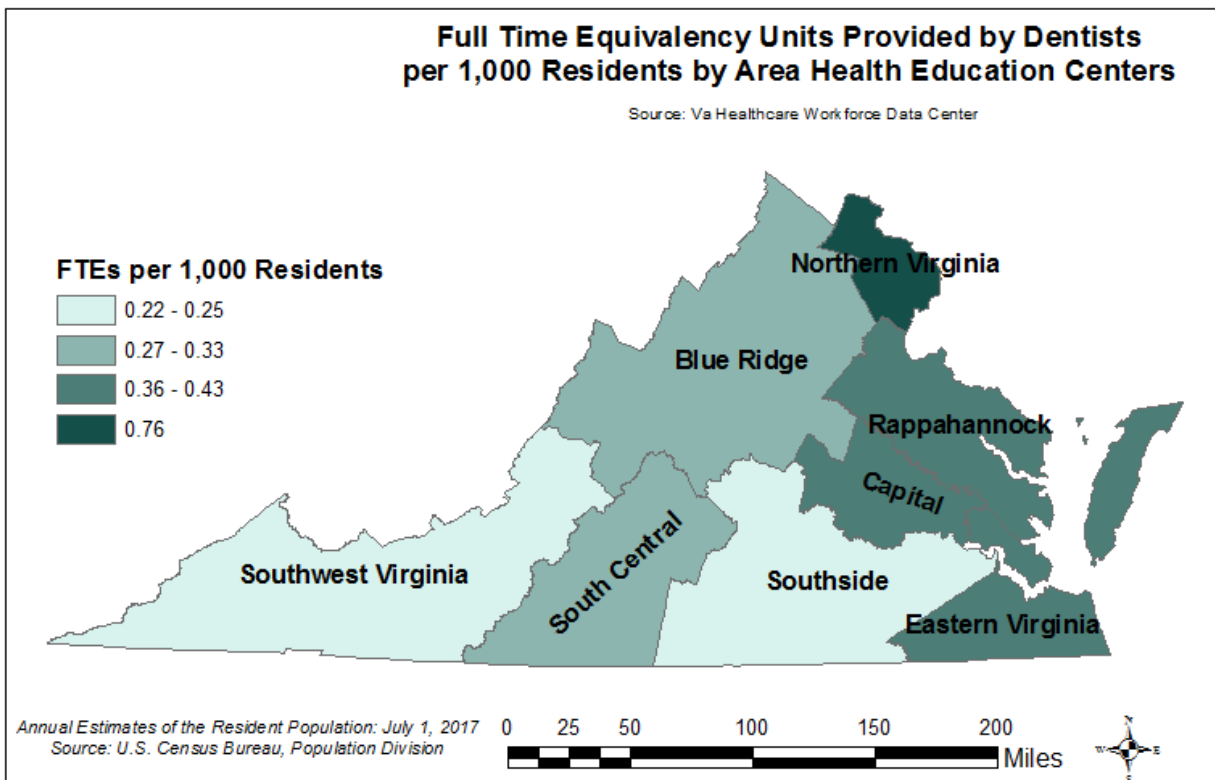 Full Time Equivalency Units Provided by Dentists
per 1,000 Residents by Area Health Education Centers
Source: Va Healthcare Workforce Data Center
FTEs per 1,000 Residents
0.22 - 0.25
0.27 - 0.33
0.36 - 0.43
0.76
Northern Virginia
Blue Ridge
Rappahannock
Capital
Southwest Virginia
South Central
Southside
Eastern Virginia
Annual Estimates of the Resident Population: July 1, 2017
Source: U.S. Census Bureau, Population Division
0 25 50 100 150 200
Miles
N
W E
S